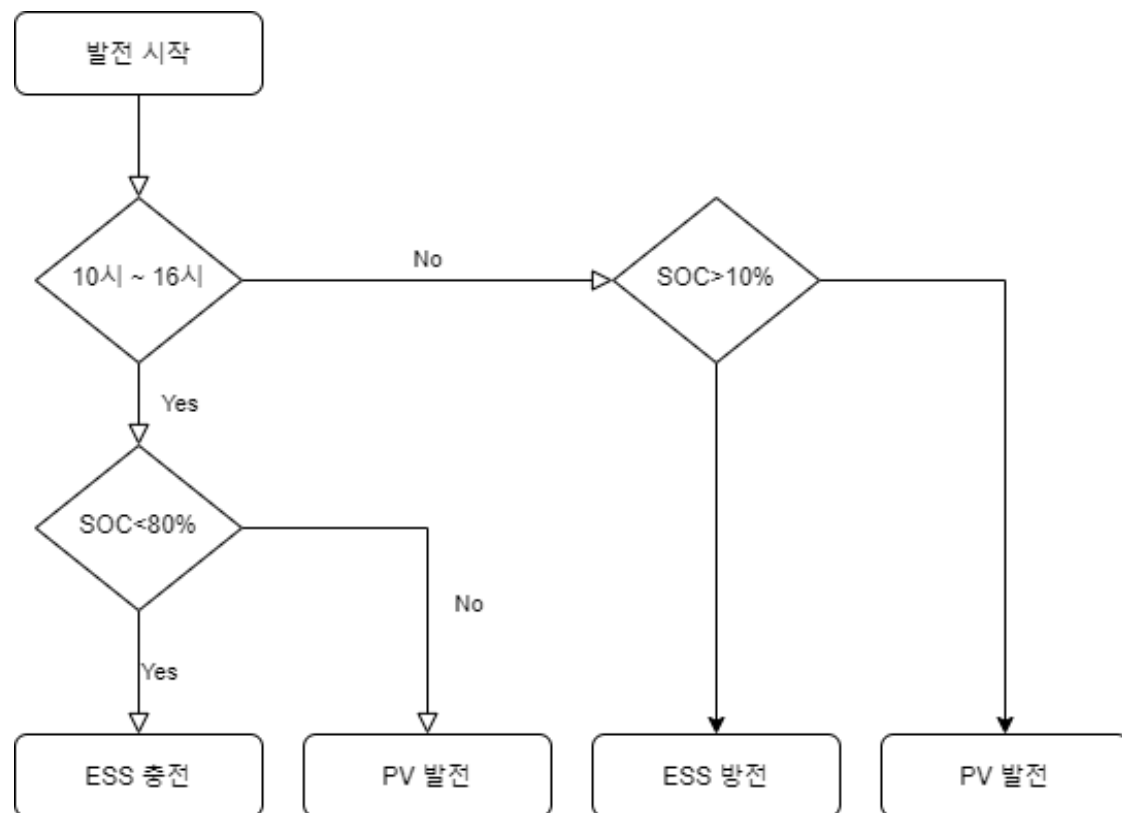 발전 시작
10시 ~ 16시
No
SOC>10%
Yes
SOC<80%
No
Yes
ESS 충전
PV 발전
ESS 방전
PV 발전